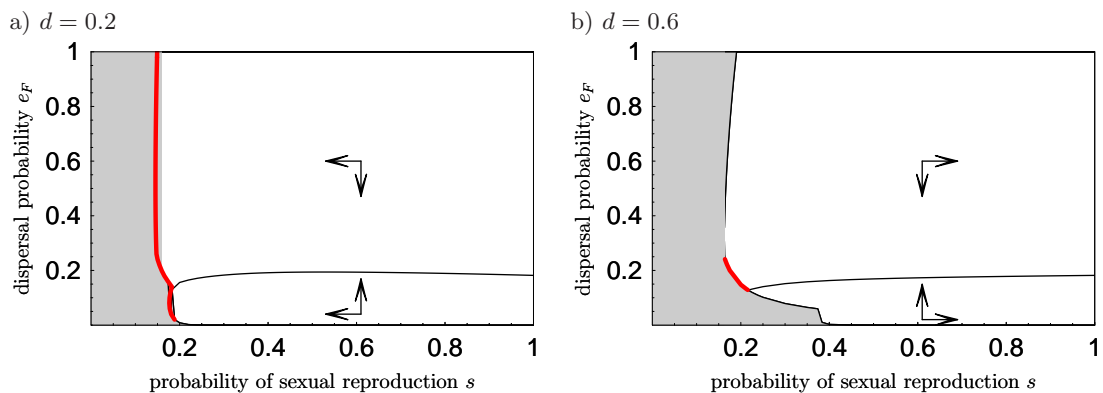 a) d = 0.2
dispersal probability e_F
1
0.8
0.6
0.4
0.2
0.2 0.4 0.6 0.8 1
probability of sexual reproduction s
b) d = 0.6
dispersal probability e_F
1
0.8
0.6
0.4
0.2
0.2 0.4 0.6 0.8 1
probability of sexual reproduction s